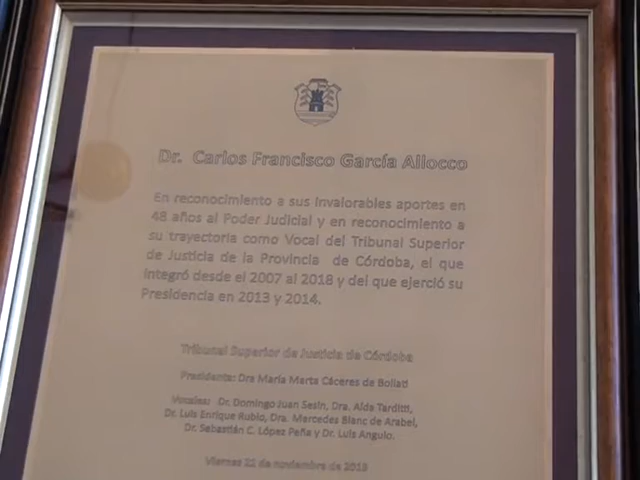 Dr. Carlos Francisco García Allocco
En reconocimiento a sus invalorables aportes en
48 años al Poder Judicial y en reconocimiento a
su trayectoria como Vocal del Tribunal Superior
de Justicia de la Provincia de Córdoba, el que
integró desde el 2007 al 2018 y del que ejerció su
Presidencia en 2013 y 2014.
Tribunal Superior de Justicia de Córdoba
Presidenta: Dra María Marta Cáceres de Bollati
Vocales: Dr. Domingo Juan Sesin, Dra. Aida Tarditti,
Dr. Luis Enrique Rubio, Dra. Mercedes Blanc de Arabel,
Dr. Sebastián C. López Peña y Dr. Luis Angulo.
Viernes 22 de noviembre de